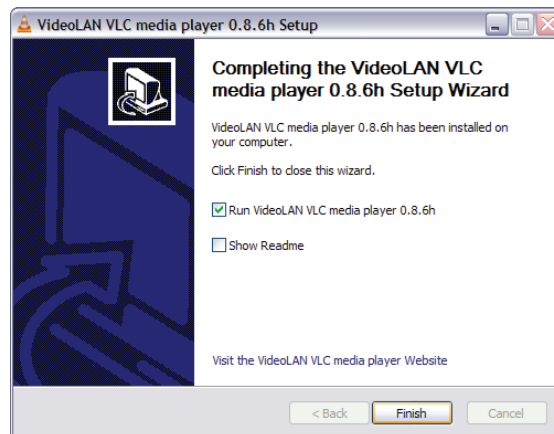 VideoLAN VLC media player 0.8.6h Setup
Completing the VideoLAN VLC
media player 0.8.6h Setup Wizard
VideoLAN VLC media player 0.8.6h has been installed on
your computer.
Click Finish to close this wizard.
Run VideoLAN VLC media player 0.8.6h
Show Readme
Visit the VideoLAN VLC media player Website
< Back Finish Cancel